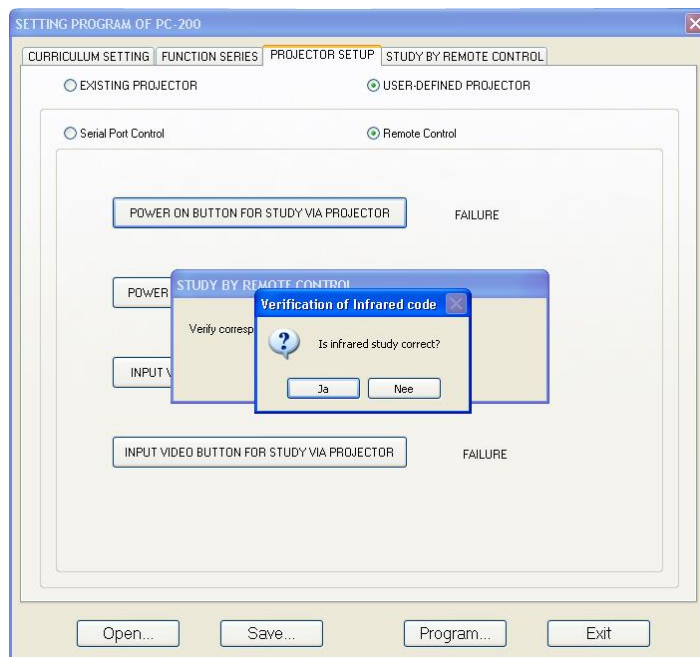 SETTING PROGRAM OF PC-200
CURRICULUM SETTING FUNCTION SERIES PROJECTOR SETUP STUDY BY REMOTE CONTROL
EXISTING PROJECTOR USER-DEFINED PROJECTOR
Serial Port Control Remote Control
POWER ON BUTTON FOR STUDY VIA PROJECTOR FAILURE
STUDY BY REMOTE CONTROL
POWER
Verification of Infrared code
Verify
Is infrared study correct?
INPUT
Ja Nee
INPUT VIDEO BUTTON FOR STUDY VIA PROJECTOR FAILURE
Open... Save... Program... Exit